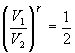 (V₁/V₂)^r = 1/2